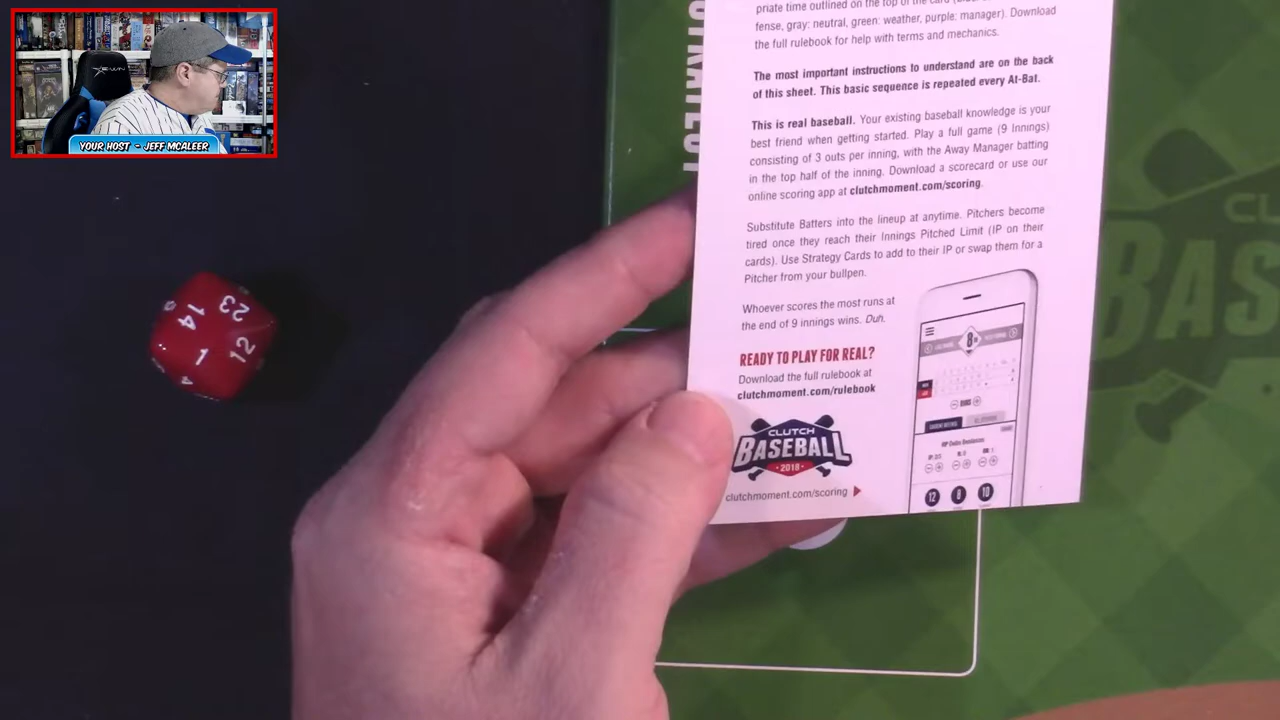 priate time outlined on the top of the card
fense, gray: neutral, green: weather, purple: manager). Download
the full rulebook for help with terms and mechanics.
The most important instructions to understand are on the back
of this sheet. This basic sequence is repeated every At-Bat.
This is real baseball. Your existing baseball knowledge is your
best friend when getting started. Play a full game (9 Innings)
consisting of 3 outs per inning, with the Away Manager batting
in the top half of the inning. Download a scorecard or use our
online scoring app at clutchmoment.com/scoring.
Substitute Batters into the lineup at anytime. Pitchers become
tired once they reach their Innings Pitched Limit (IP on their
cards). Use Strategy Cards to add to their IP or swap them for a
Pitcher from your bullpen.
Whoever scores the most runs at
the end of 9 innings wins. Duh.
READY TO PLAY FOR REAL?
Download the full rulebook at
clutchmoment.com/rulebook
CLUTCH
BASEBALL
2018
clutchmoment.com/scoring
8
12 8 10
YOUR HOST - JEFF MCALEER
23
14
1
12
CL
BAS